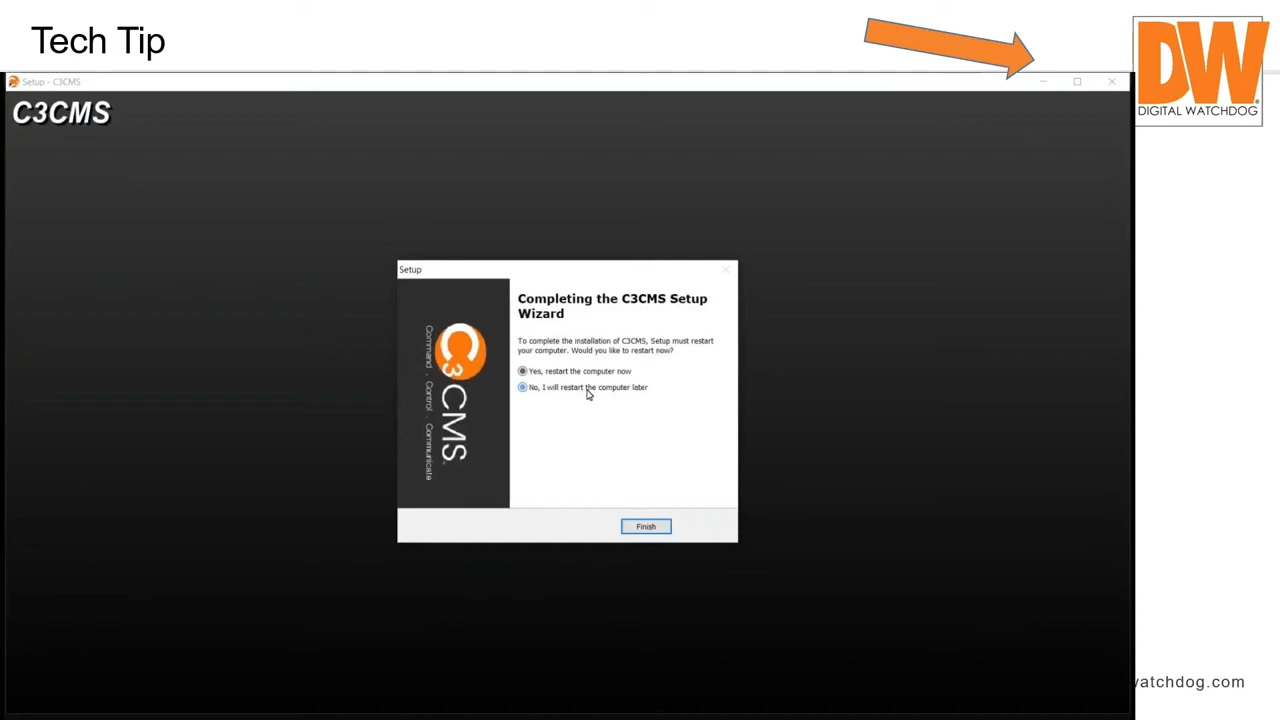 Tech Tip
DW
DIGITAL WATCHDOG
Setup - C3CMS
C3CMS
Setup
Completing the C3CMS Setup
Wizard
To complete the installation of C3CMS, Setup must restart
your computer. Would you like to restart now?
Yes, restart the computer now
No, I will restart the computer later
C3CMS
Command . Control . Communicate
Finish
watchdog.com